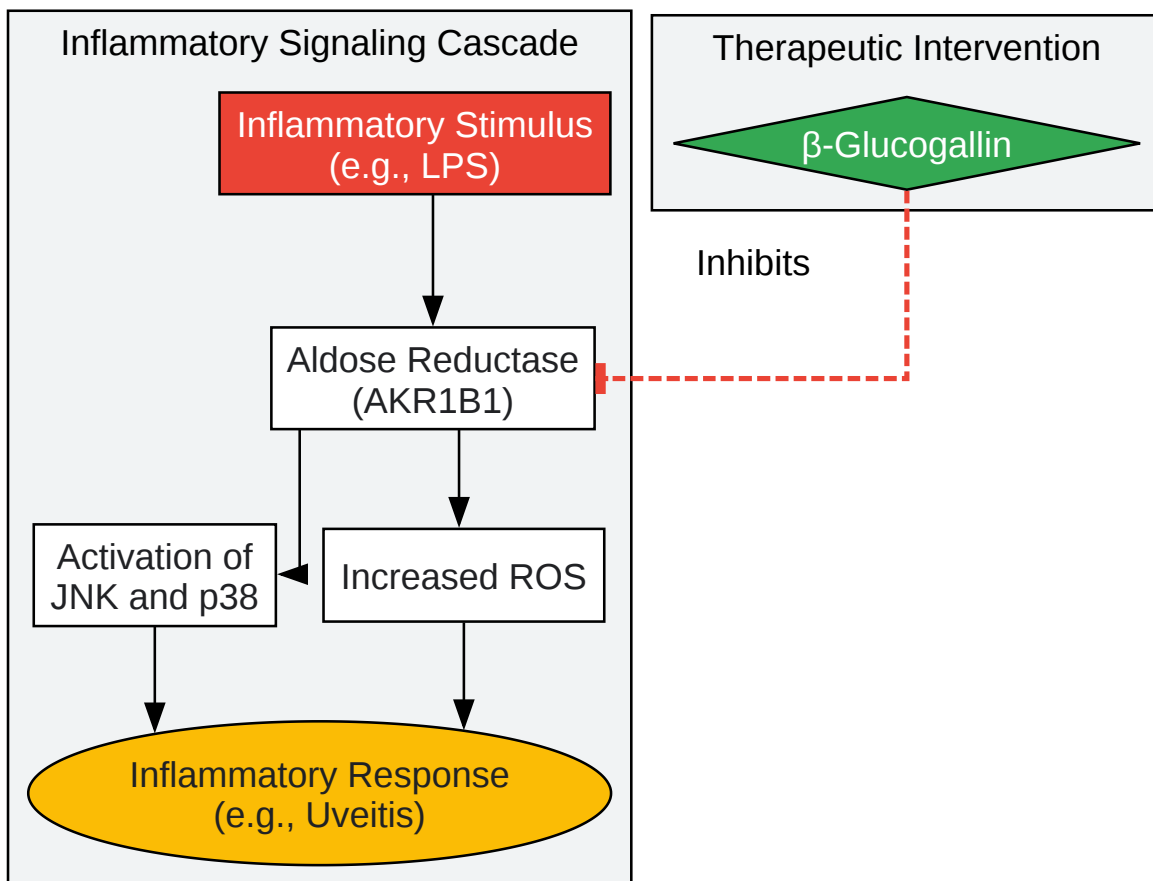 Inflammatory Signaling Cascade
Inflammatory Stimulus
(e.g., LPS)
Aldose Reductase
(AKR1B1)
Activation of
JNK and p38
Increased ROS
Inflammatory Response
(e.g., Uveitis)
Therapeutic Intervention
β-Glucogallin
Inhibits